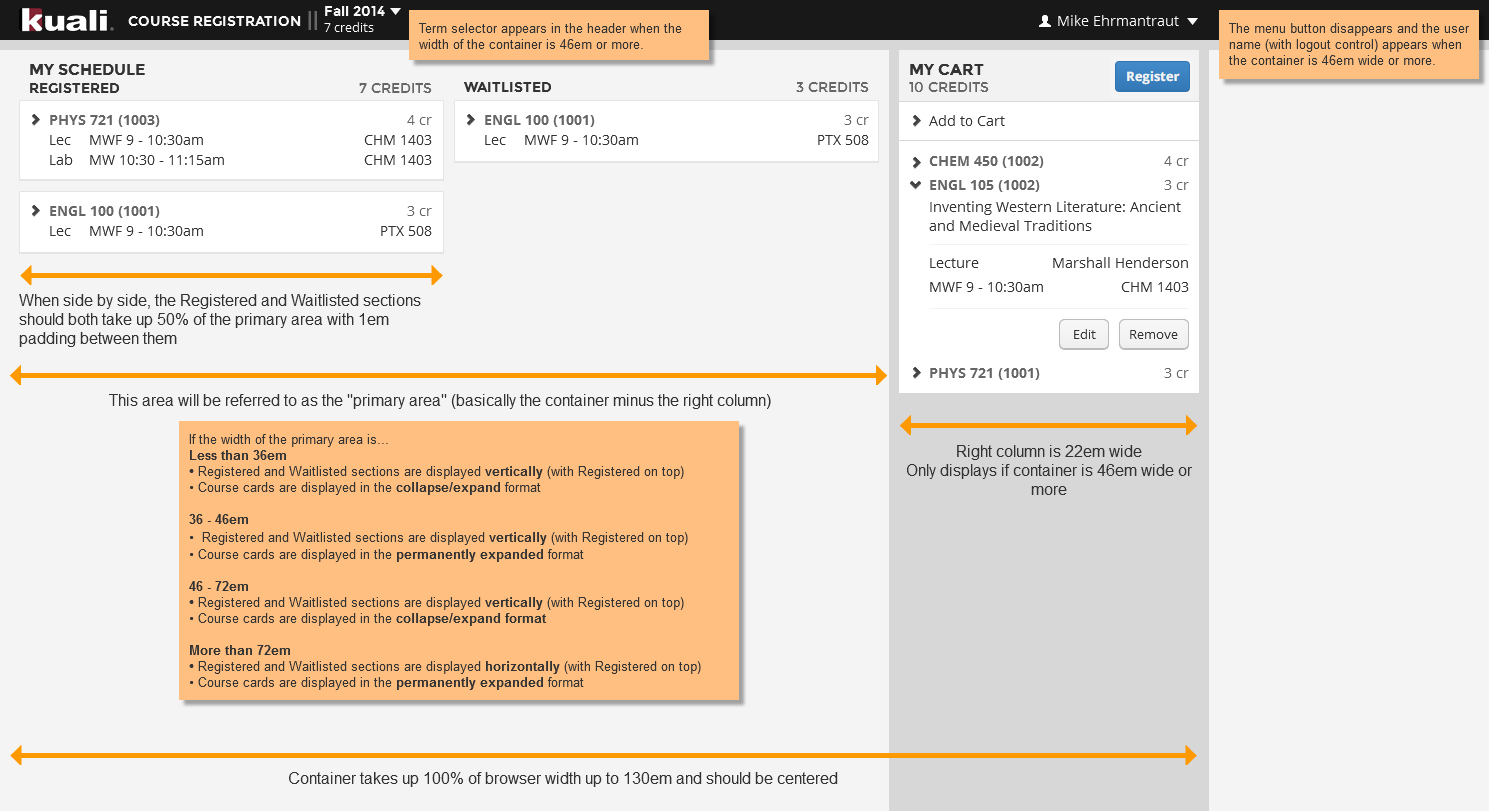 kuali. COURSE REGISTRATION
Fall 2014
7 credits
Term selector appears in the header when the
width of the container is 46em or more.
Mike Ehrmantraut
The menu button disappears and the user
name (with logout control) appears when
the container is 46em wide or more.
MY SCHEDULE
REGISTERED 7 CREDITS
PHYS 721 (1003) 4 cr
Lec MWF 9 - 10:30am CHM 1403
Lab MW 10:30 - 11:15am CHM 1403
ENGL 100 (1001) 3 cr
Lec MWF 9 - 10:30am PTX 508
WAITLISTED 3 CREDITS
ENGL 100 (1001) 3 cr
Lec MWF 9 - 10:30am PTX 508
MY CART
10 CREDITS
Register
Add to Cart
CHEM 450 (1002) 4 cr
ENGL 105 (1002) 3 cr
Inventing Western Literature: Ancient
and Medieval Traditions
Lecture Marshall Henderson
MWF 9 - 10:30am CHM 1403
Edit Remove
PHYS 721 (1001) 3 cr
When side by side, the Registered and Waitlisted sections
should both take up 50% of the primary area with 1em
padding between them
This area will be referred to as the "primary area" (basically the container minus the right column)
Right column is 22em wide
Only displays if container is 46em wide or
more
If the width of the primary area is...
Less than 36em
• Registered and Waitlisted sections are displayed vertically (with Registered on top)
• Course cards are displayed in the collapse/expand format
36 - 46em
• Registered and Waitlisted sections are displayed vertically (with Registered on top)
• Course cards are displayed in the permanently expanded format
46 - 72em
• Registered and Waitlisted sections are displayed vertically (with Registered on top)
• Course cards are displayed in the collapse/expand format
More than 72em
• Registered and Waitlisted sections are displayed horizontally (with Registered on top)
• Course cards are displayed in the permanently expanded format
Container takes up 100% of browser width up to 130em and should be centered